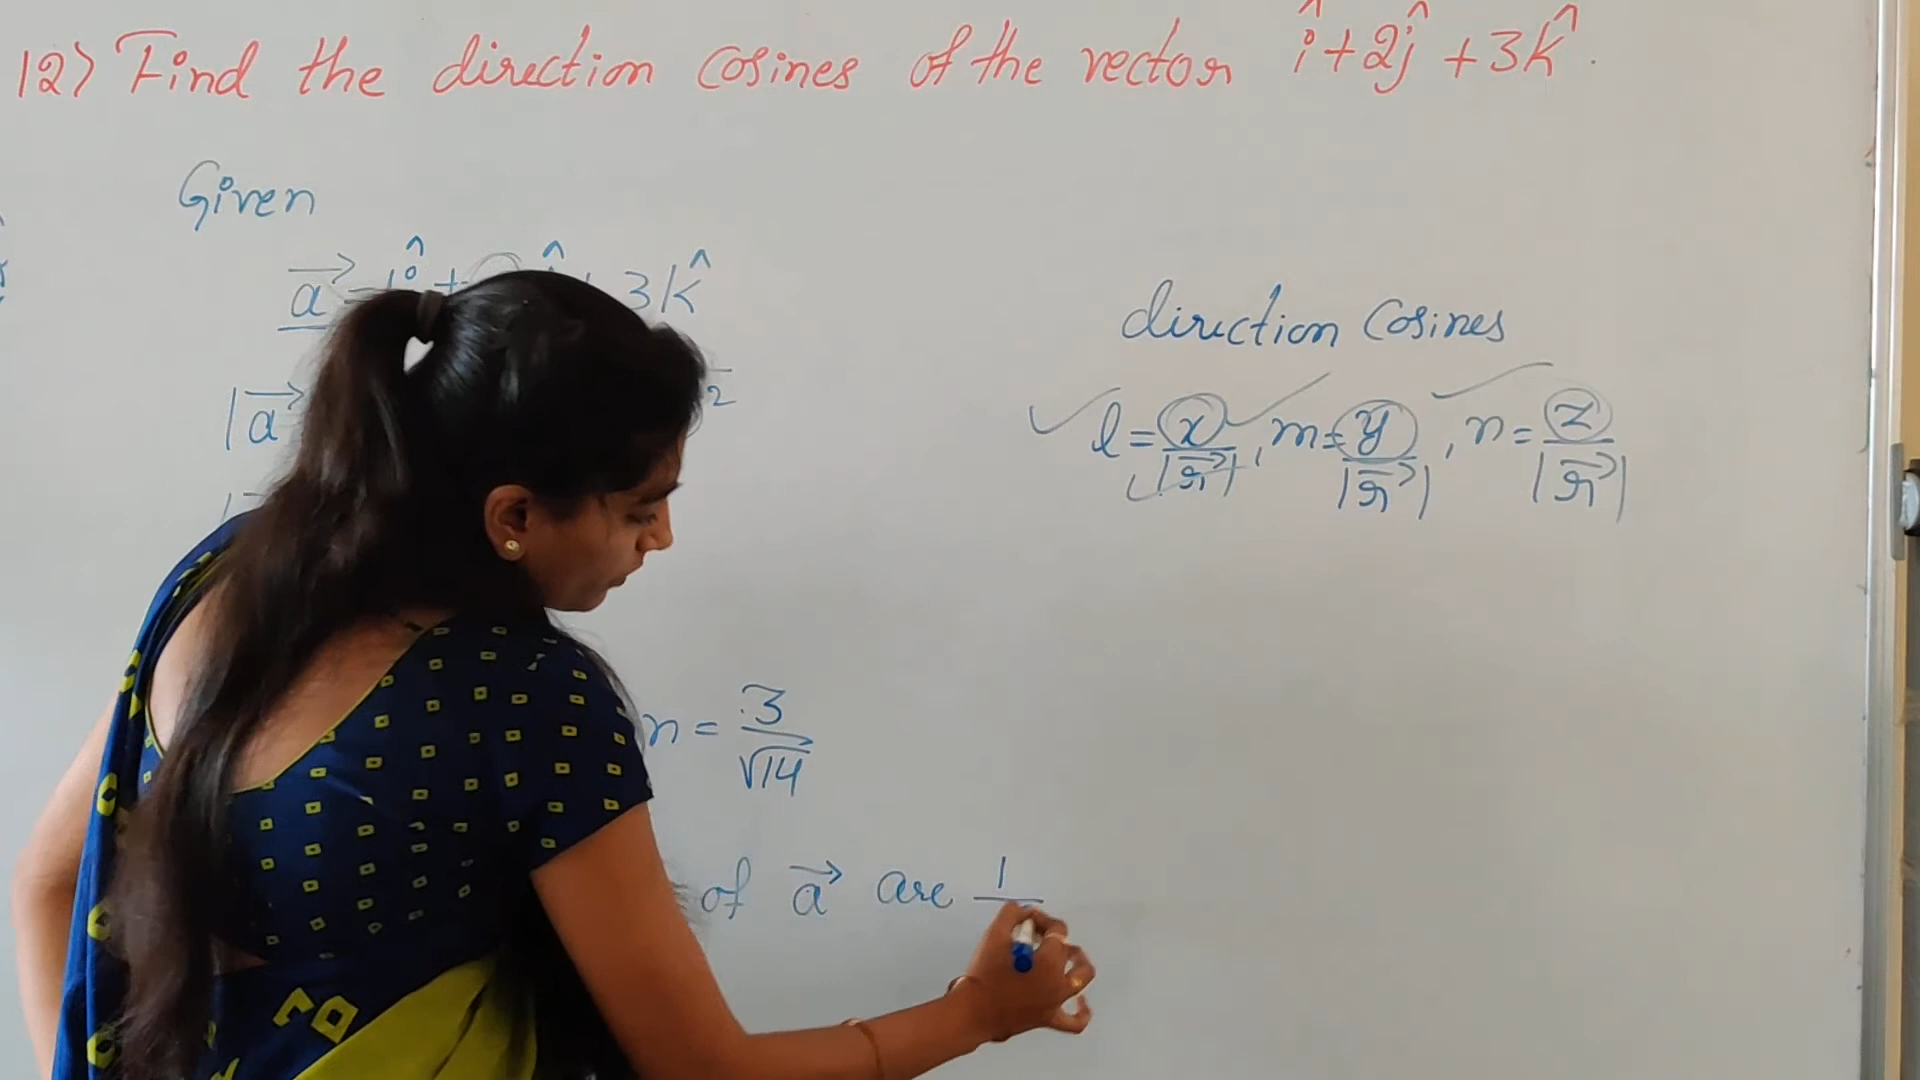 12) Find the direction cosines of the vector î + 2ĵ + 3k̂.
Given
a⃗ = î + 3k̂
direction cosines
|a⃗
2
l = x/|r⃗|, m = y/|r⃗|, n = z/|r⃗|
n = 3/√14
of a⃗ are 1